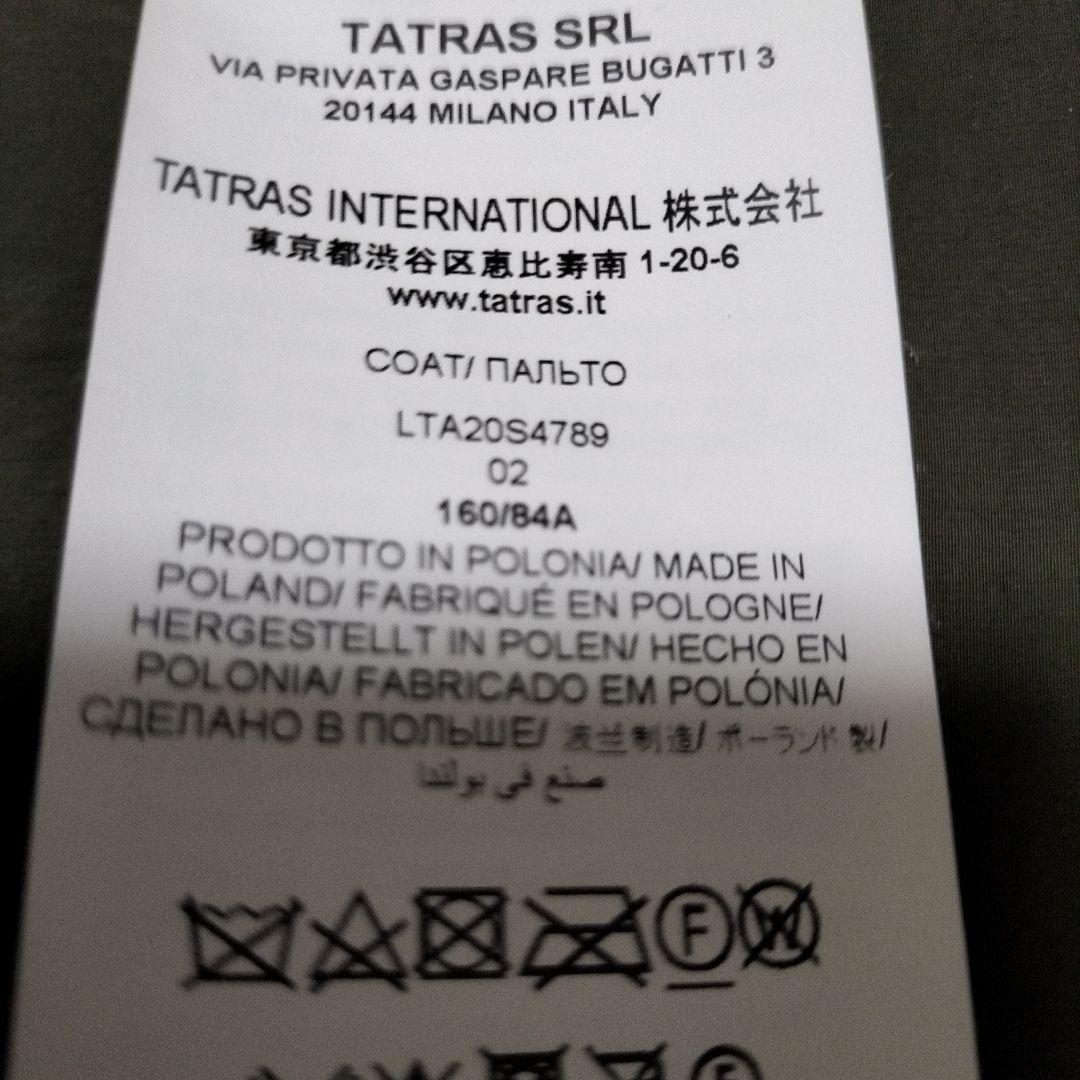 TATRAS SRL
VIA PRIVATA GASPARE BUGATTI 3
20144 MILANO ITALY
TATRAS INTERNATIONAL 株式会社
東京都渋谷区恵比寿南 1-20-6
www.tatras.it
COAT/ ПАЛЬТО
LTA20S4789
02
160/84A
PRODOTTO IN POLONIA/ MADE IN
POLAND/ FABRIQUÉ EN POLOGNE/
HERGESTELLT IN POLEN/ HECHO EN
POLONIA/ FABRICADO EM POLÓNIA/
СДЕЛАНО В ПОЛЬШЕ/ 波兰制造/ ポーランド製/
صنع في بولندا
F W